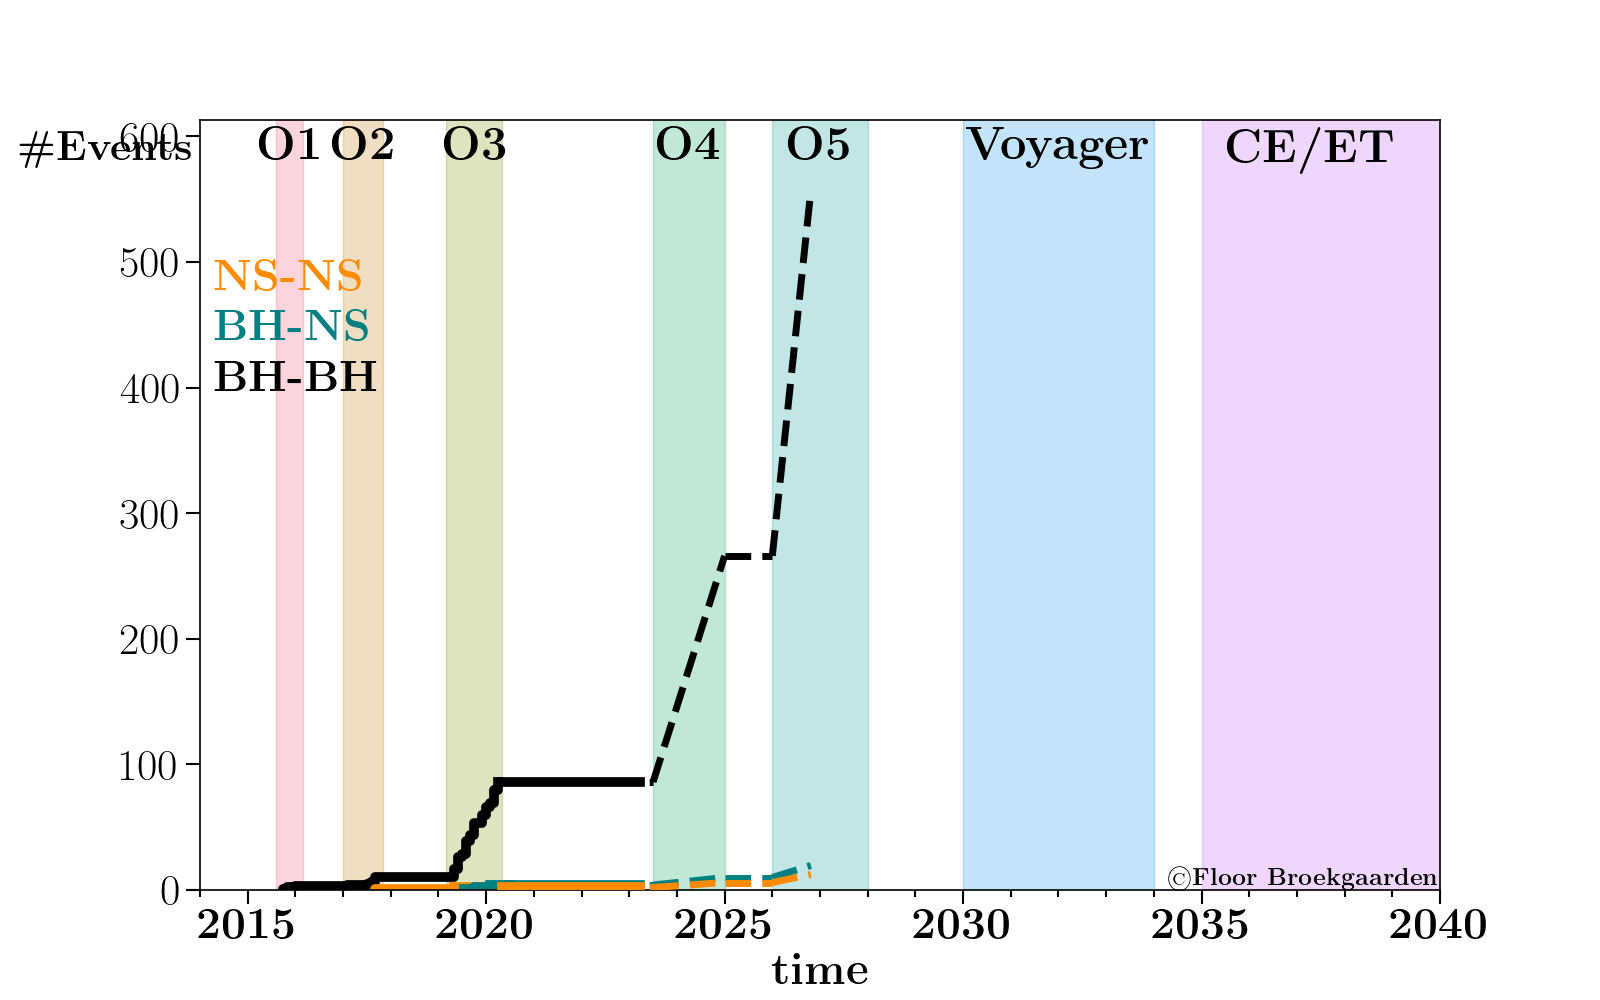 #Events
600
O1 O2 O3 O4 O5 Voyager CE/ET
500
NS-NS
BH-NS
BH-BH
400
300
200
100
0
©Floor Broekgaarden
2015 2020 2025 2030 2035 2040
time